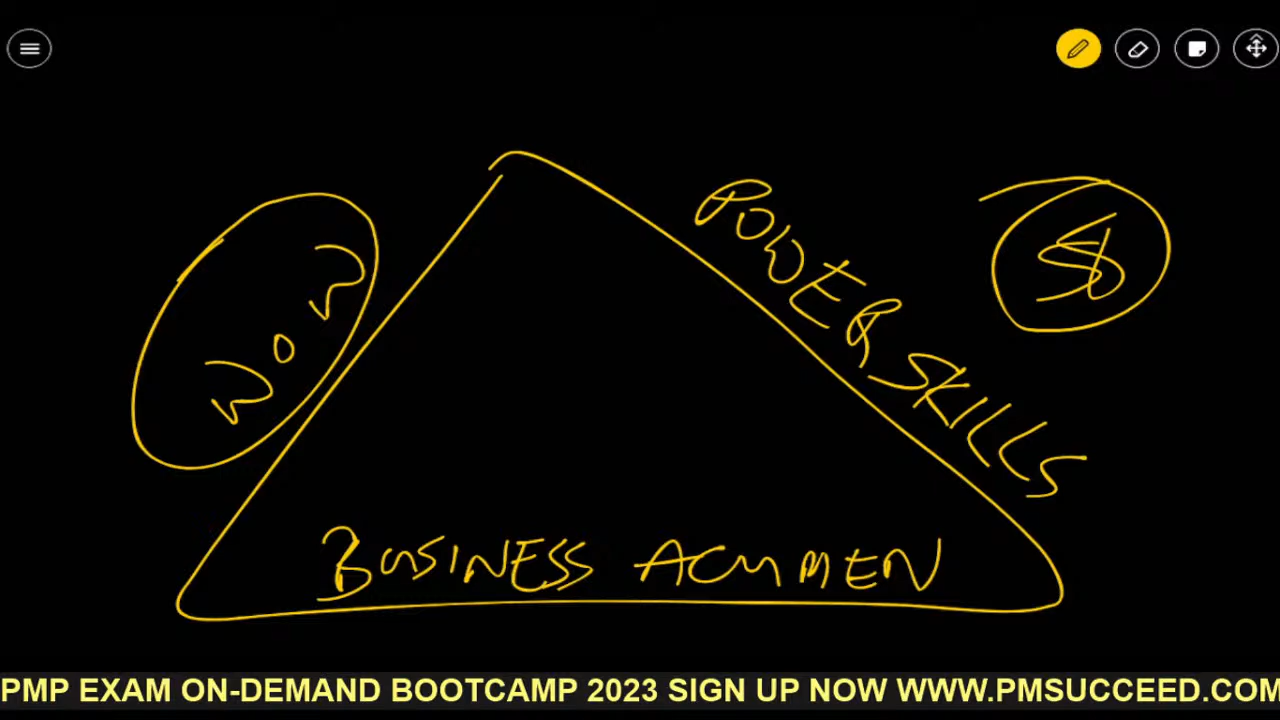 WOW
POWER SKILLS
$
BUSINESS ACUMEN
PMP EXAM ON-DEMAND BOOTCAMP 2023 SIGN UP NOW WWW.PMSUCCEED.COM